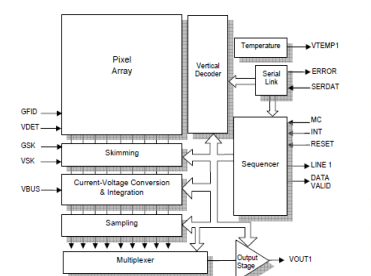 Pixel
Array
Vertical
Decoder
Temperature
VTEMP1
Serial
Link
ERROR
SERDAT
GFID
VDET
GSK
VSK
Skimming
Sequencer
MC
INT
RESET
LINE 1
DATA
VALID
VBUS
Current-Voltage Conversion
& Integration
Sampling
Multiplexer
Output
Stage
VOUT1